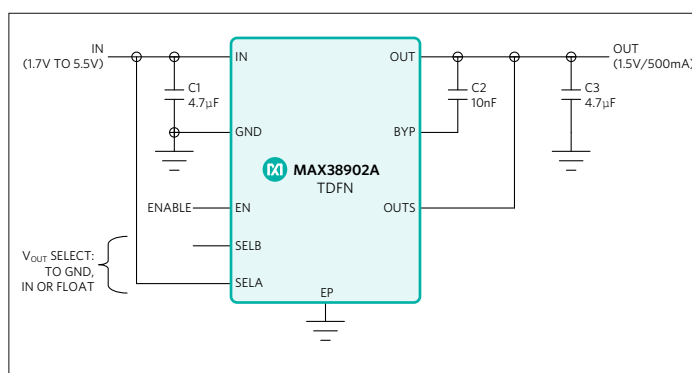 IN
(1.7V TO 5.5V)
IN
OUT
OUT
(1.5V/500mA)
C1
4.7µF
C2
10nF
C3
4.7µF
GND
BYP
MAX38902A
TDFN
ENABLE
EN
OUTS
SELB
VOUT SELECT:
TO GND,
IN OR FLOAT
SELA
EP